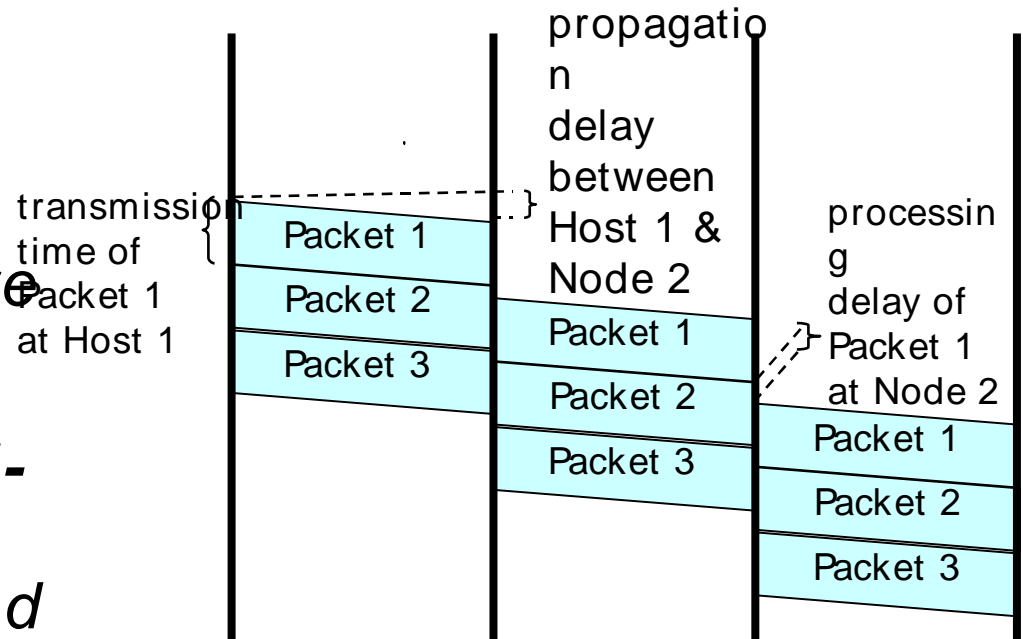 propagatio
n
delay
between
Host 1 &
Node 2
transmission
time of
Packet 1
at Host 1
e
-
d
processin
g
delay of
Packet 1
at Node 2
Packet 1
Packet 2
Packet 3
Packet 1
Packet 2
Packet 3
Packet 1
Packet 2
Packet 3